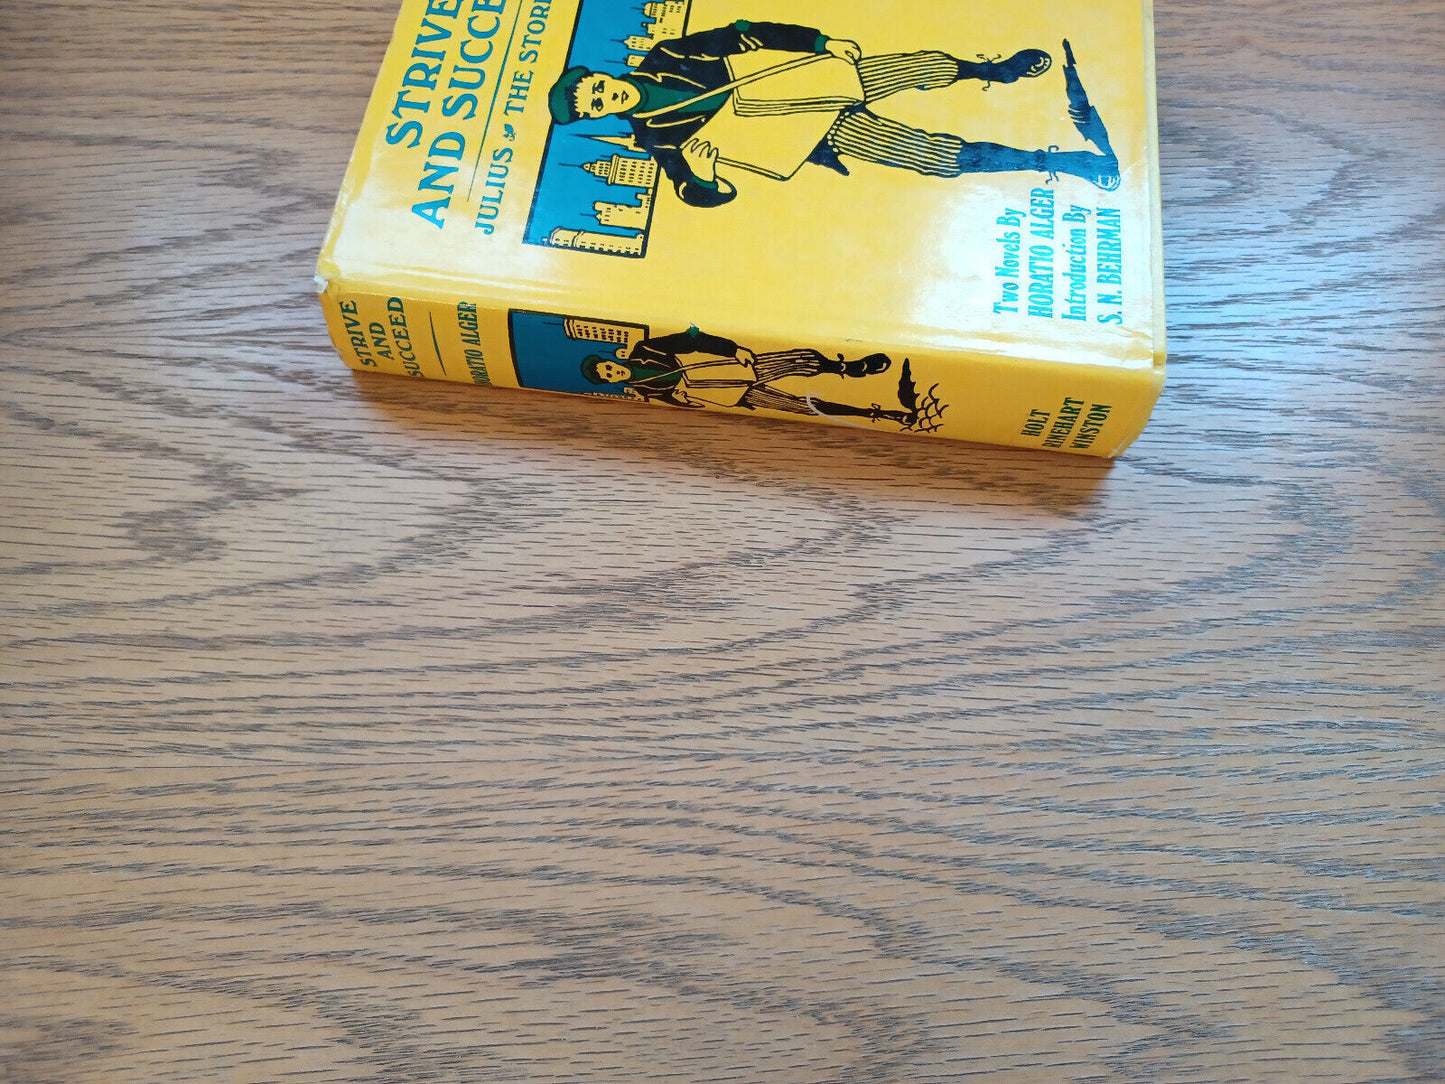 STRIVE
AND SUCCE
JULIUS THE STOR
Two Novels By
HORATIO ALGER
Introduction By
S. N. BEHRMAN
STRIVE
AND
SUCCEED
HORATIO ALGER
HOLT
RINEHART
WINSTON